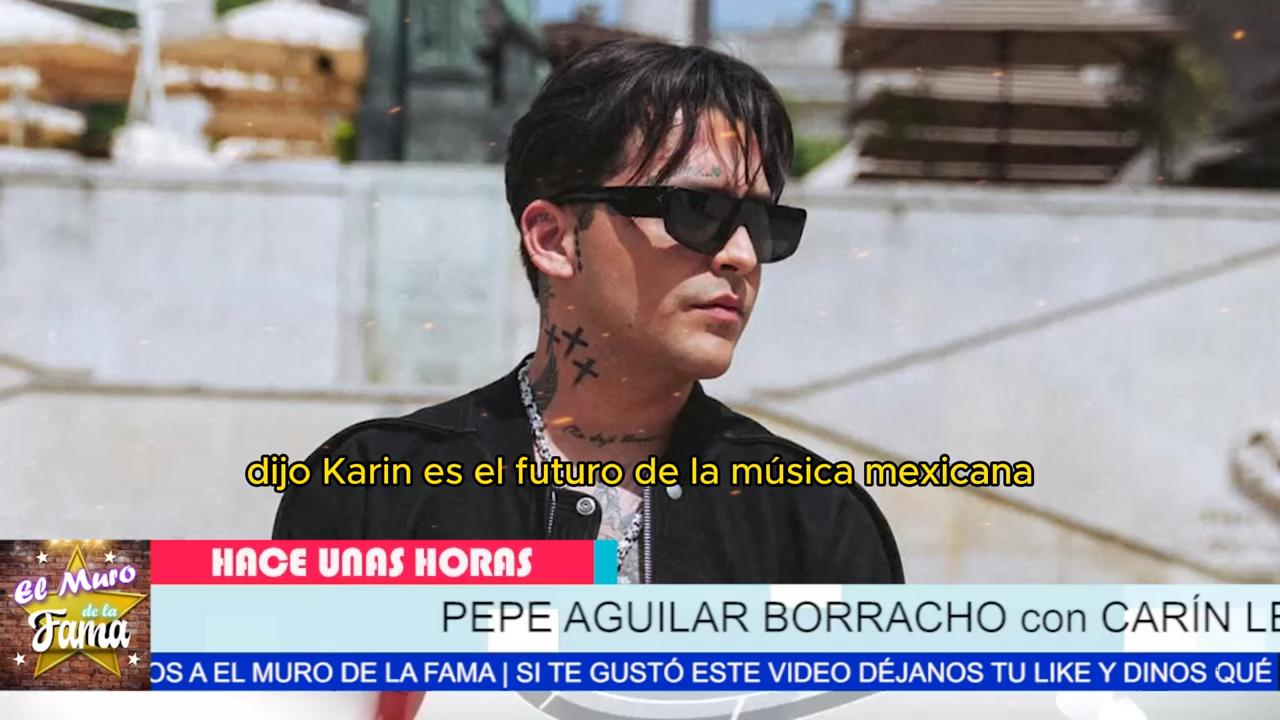 dijo Karin es el futuro de la música mexicana
HACE UNAS HORAS
El Muro
de la
Fama
PEPE AGUILAR BORRACHO con CARÍN LE
OS A EL MURO DE LA FAMA | SI TE GUSTÓ ESTE VIDEO DÉJANOS TU LIKE Y DINOS QUÉ